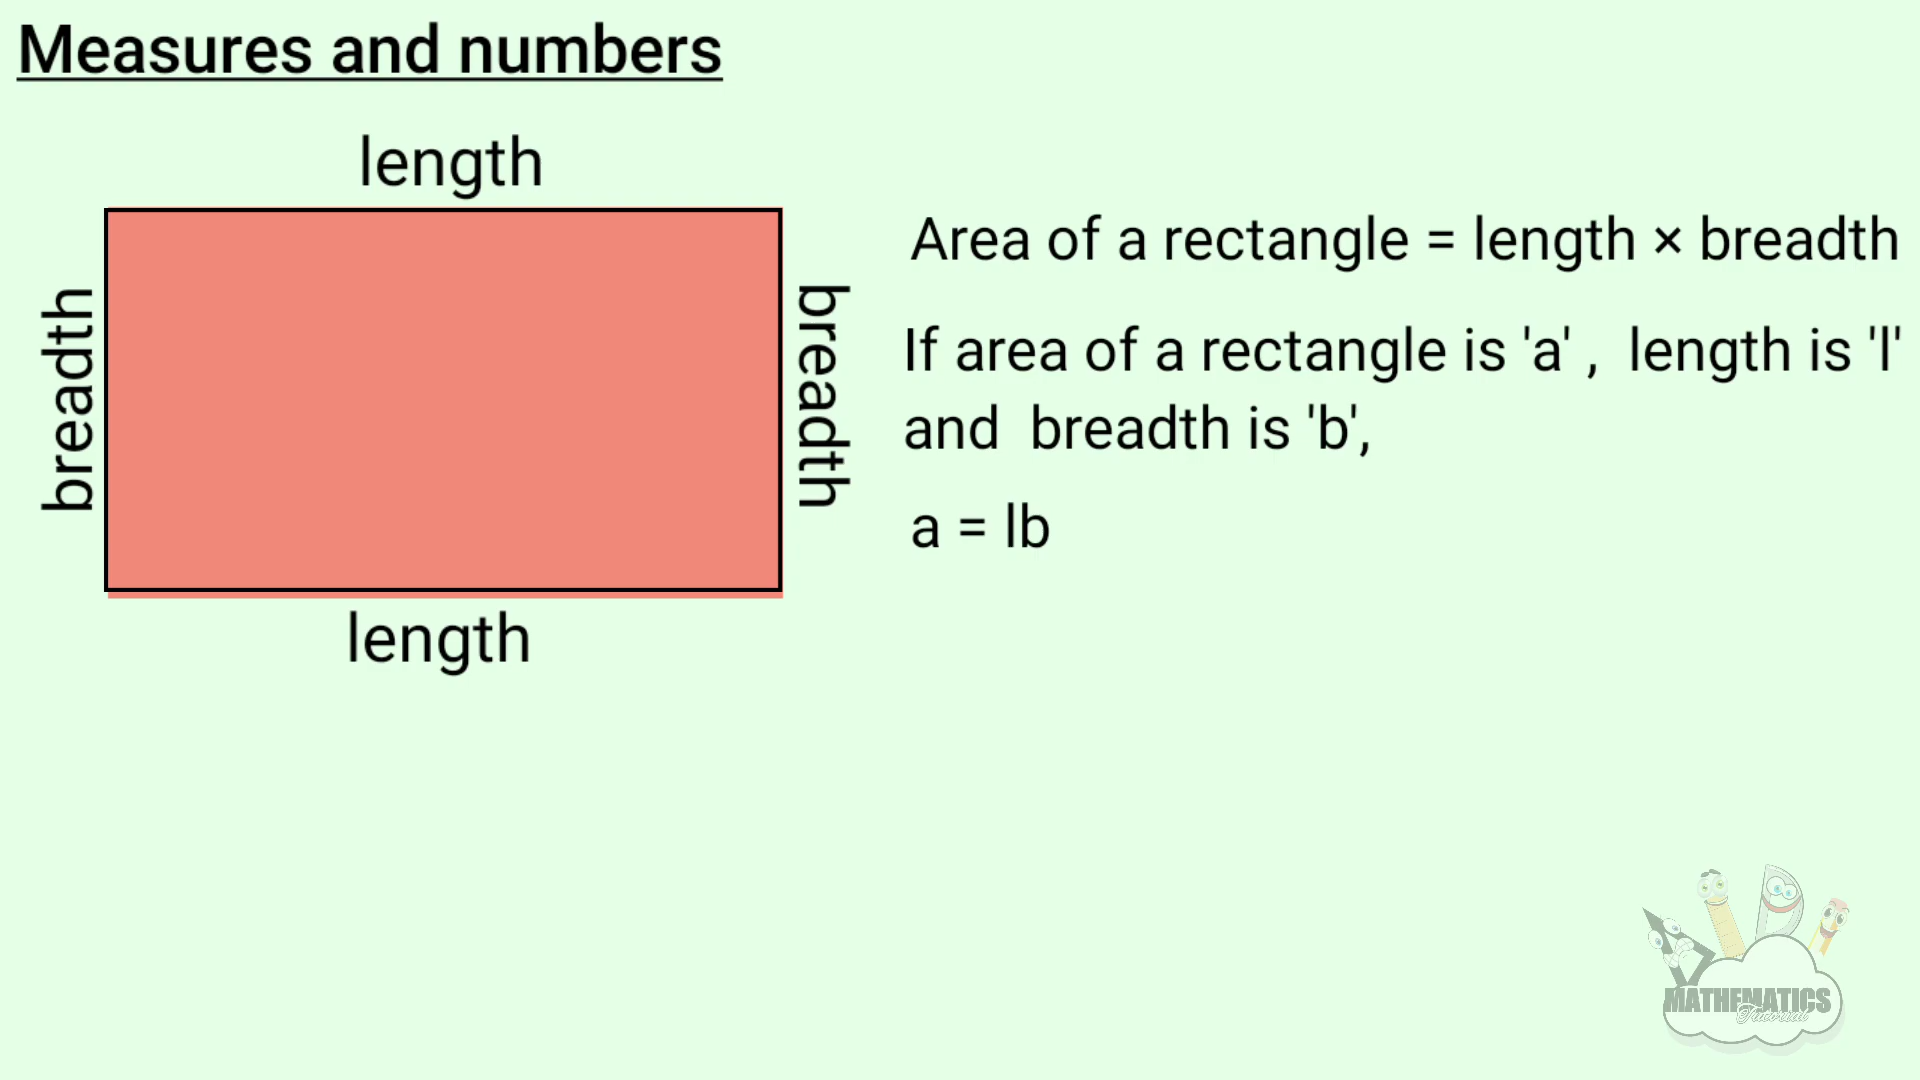 Measures and numbers
length
breadth
breadth
length
Area of a rectangle = length × breadth
If area of a rectangle is 'a' ,  length is 'l'
and  breadth is 'b',
a = lb
MATHEMATICS
Tutorial